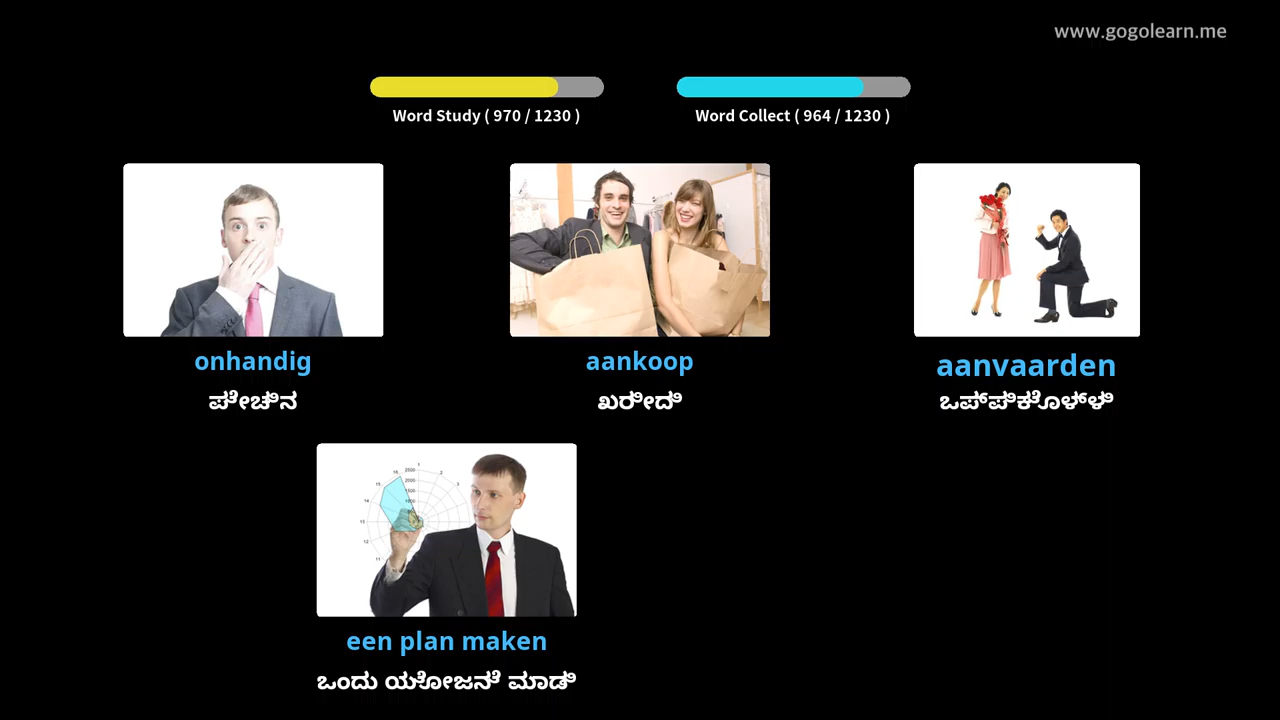 www.gogolearn.me
Word Study ( 970 / 1230 )
Word Collect ( 964 / 1230 )
onhandig
aankoop
aanvaarden
ಘೇಚಿನ
ಖರೀದಿ
ಒಪ್ಪಿಕೊಳ್ಳಿ
een plan maken
ಒಂದು ಯೋಜನೆ ಮಾಡಿ